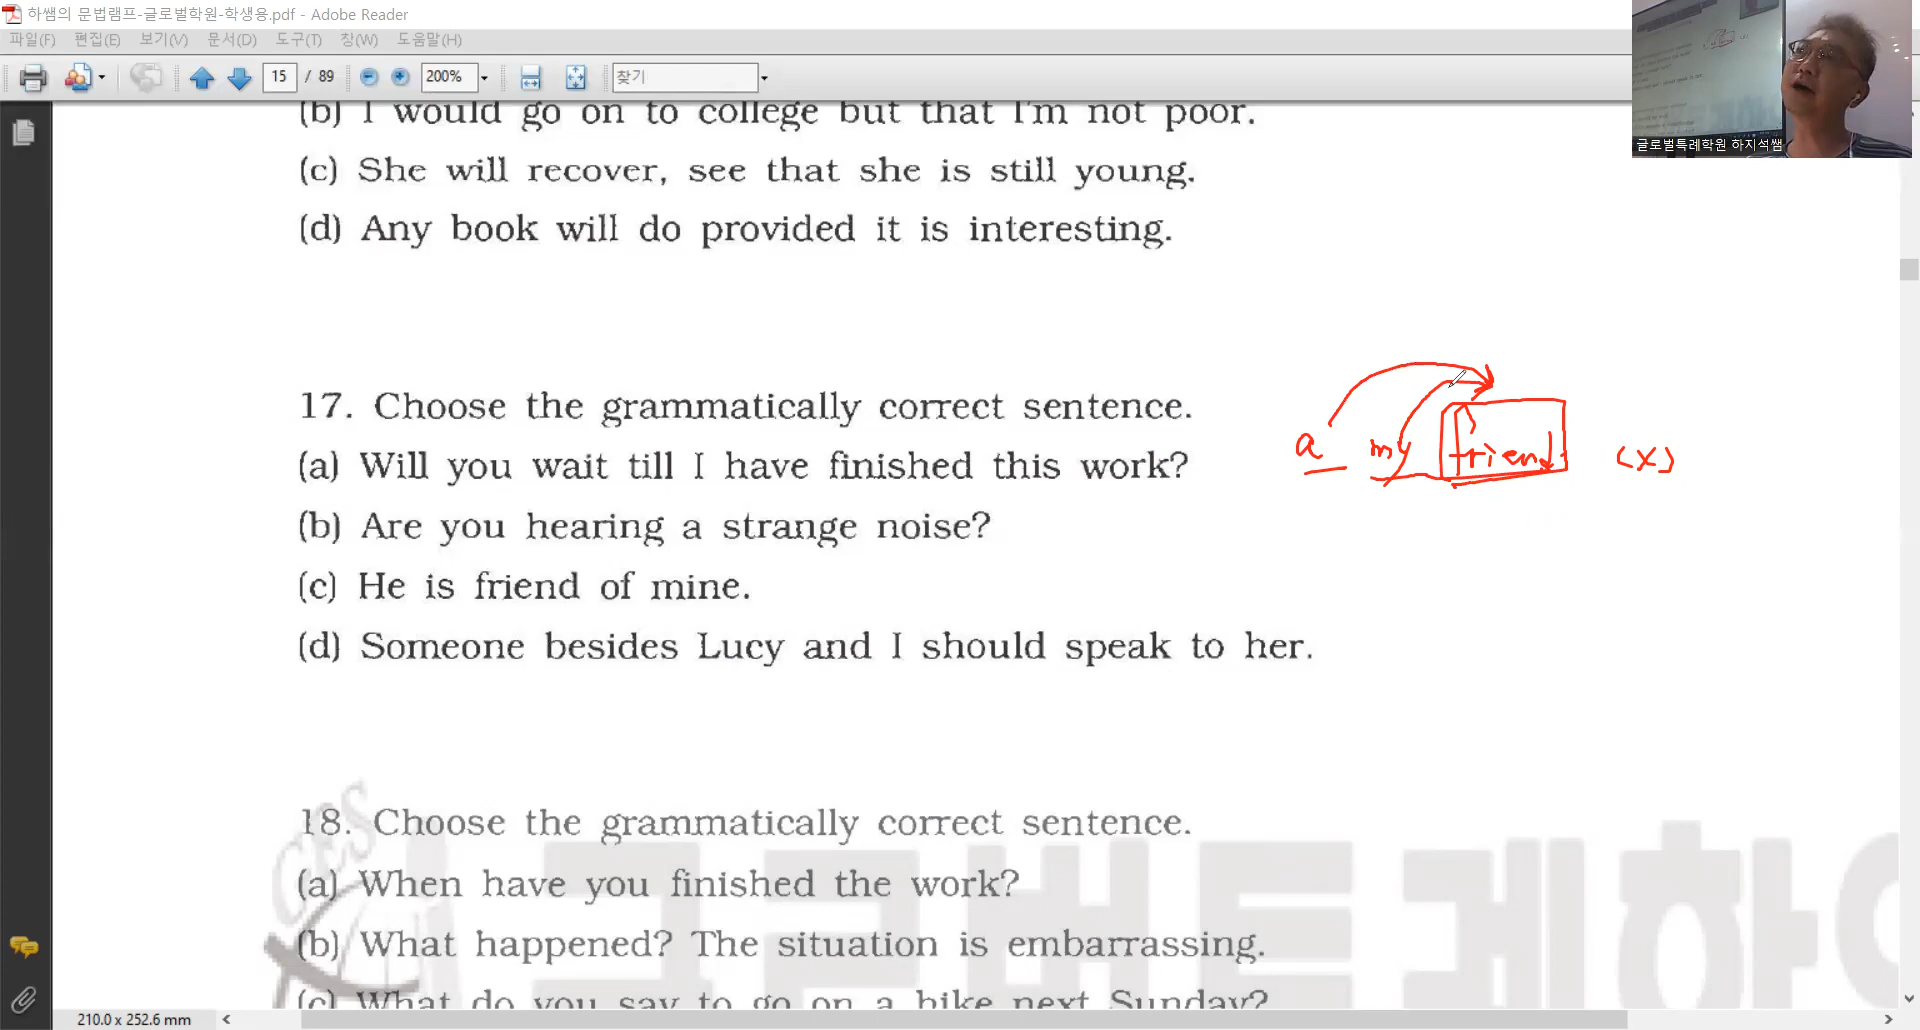 하쌤의 문법램프-글로벌학원-학생용.pdf - Adobe Reader
파일(F) 편집(E) 보기(V) 문서(D) 도구(T) 창(W) 도움말(H)
15 / 89 200% 찾기
글로벌특례학원 하지석쌤
(b) I would go on to college but that I'm not poor.
(c) She will recover, see that she is still young.
(d) Any book will do provided it is interesting.
17. Choose the grammatically correct sentence.
(a) Will you wait till I have finished this work?
a my friend (X)
(b) Are you hearing a strange noise?
(c) He is friend of mine.
(d) Someone besides Lucy and I should speak to her.
18. Choose the grammatically correct sentence.
(a) When have you finished the work?
(b) What happened? The situation is embarrassing.
(c) What do you say to go on a bike next Sunday?
210.0 x 252.6 mm